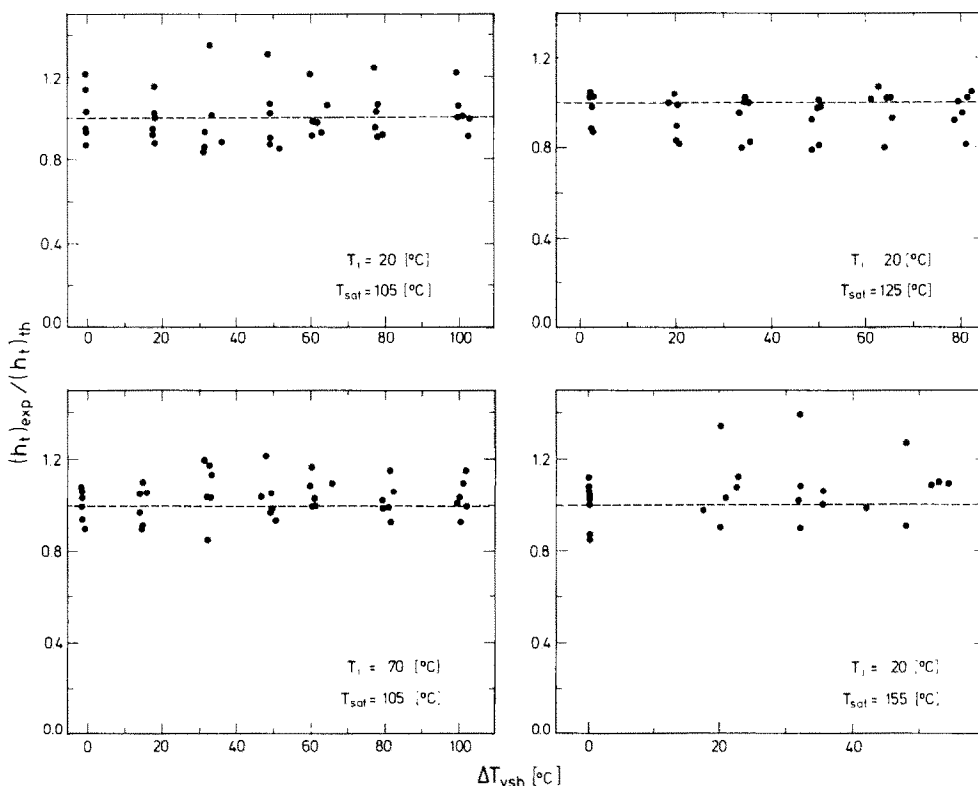 1.2
0.8
0.4
0.0
T₁ = 20 [°C]
Tsat = 105 [°C]
0 20 40 60 80 100
1.2
0.8
0.4
0.0
T₁ 20 [°C]
Tsat = 125 [°C]
0 20 40 60 80
(ht)exp / (ht)th
1.2
0.8
0.4
0.0
T₁ = 70 [°C]
Tsat = 105 [°C]
0 20 40 60 80 100
1.2
0.8
0.4
0.0
T₁ = 20 [°C]
Tsat = 155 [°C]
0 20 40
ΔTvsh [°C]